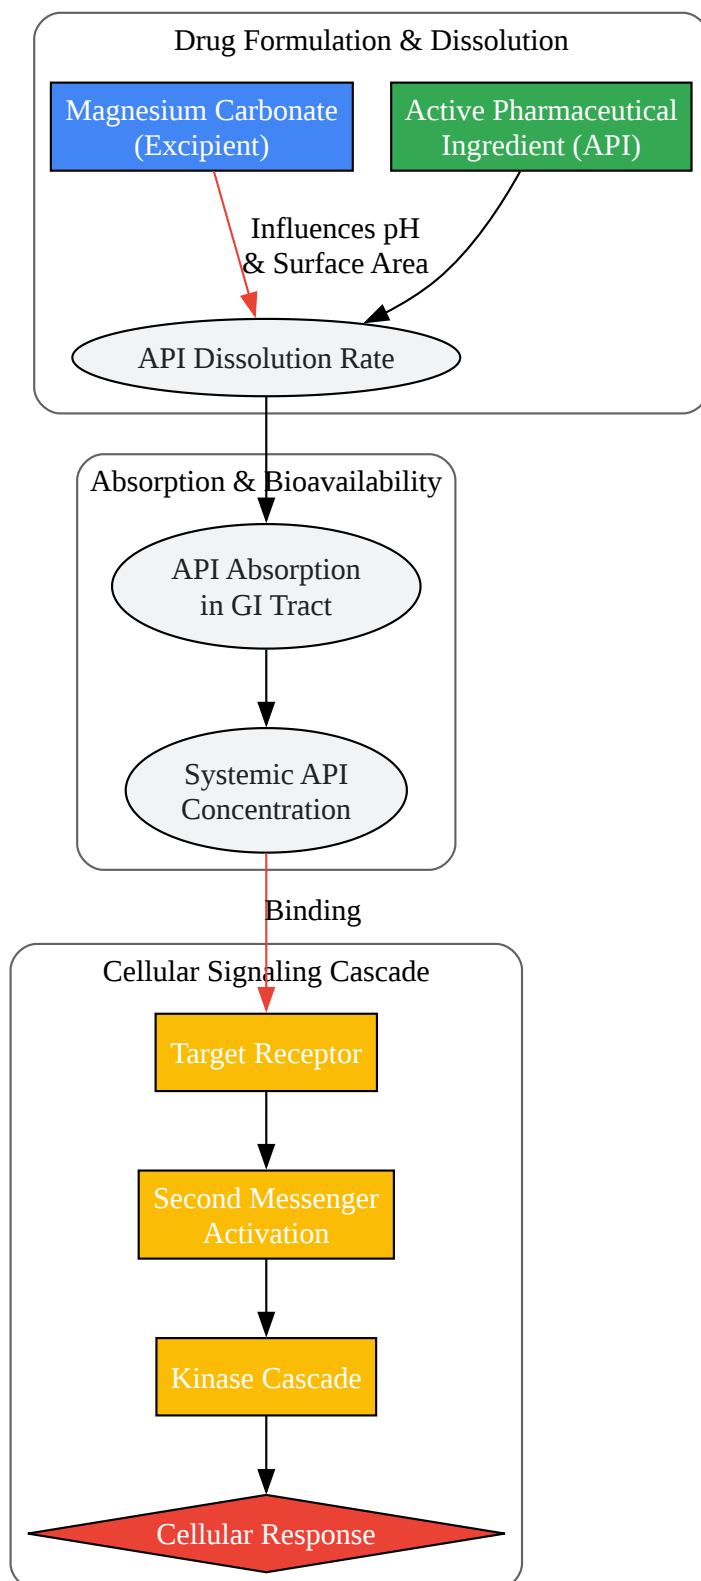 Drug Formulation & Dissolution
Magnesium Carbonate
(Excipient)
Active Pharmaceutical
Ingredient (API)
Influences pH
& Surface Area
API Dissolution Rate
Absorption & Bioavailability
API Absorption
in GI Tract
Systemic API
Concentration
Binding
Cellular Signaling Cascade
Target Receptor
Second Messenger
Activation
Kinase Cascade
Cellular Response